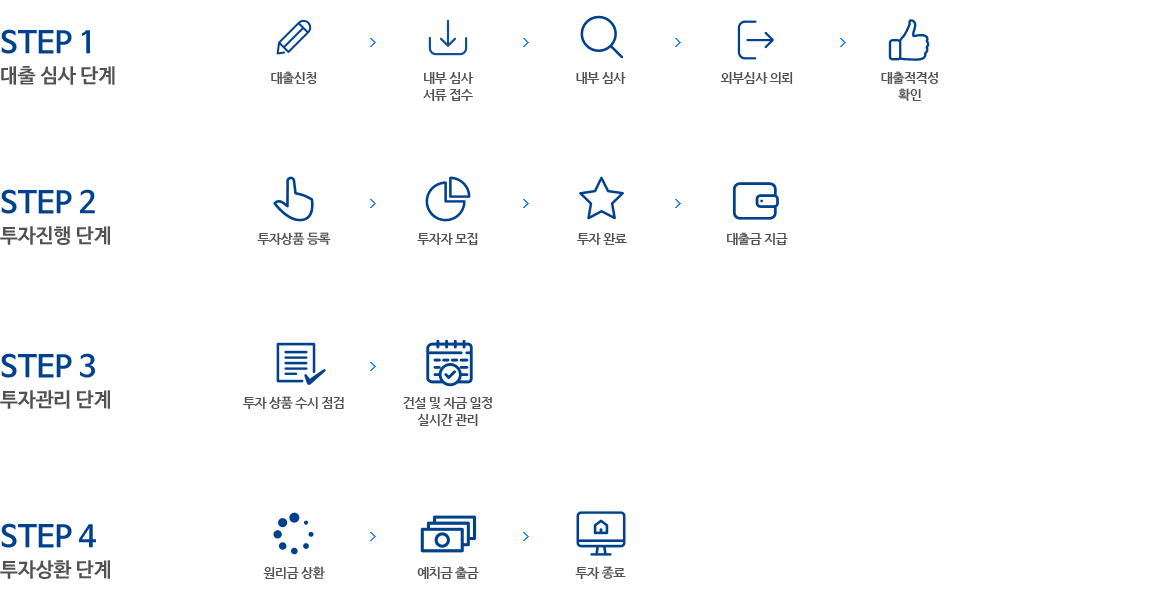 STEP 1
대출 심사 단계
대출신청
내부 심사
서류 접수
내부 심사
외부심사 의뢰
대출적격성
확인
STEP 2
투자진행 단계
투자상품 등록
투자자 모집
투자 완료
대출금 지급
STEP 3
투자관리 단계
투자 상품 수시 점검
건설 및 자금 일정
실시간 관리
STEP 4
투자상환 단계
원리금 상환
예치금 출금
투자 종료